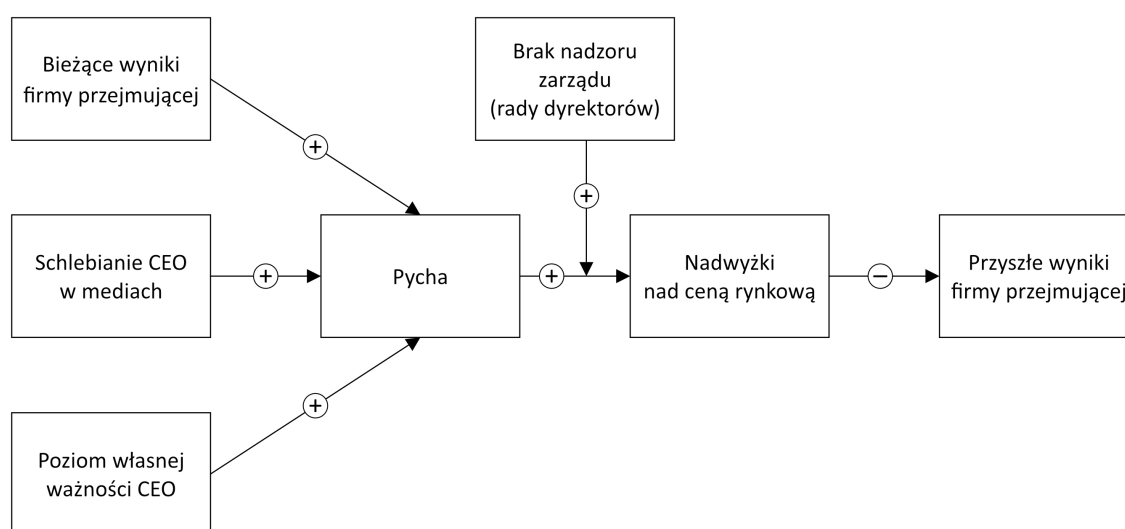 Bieżące wyniki
firmy przejmującej
Brak nadzoru
zarządu
(rady dyrektorów)
+
+
Schlebianie CEO
w mediach
+
Pycha
+
Nadwyżki
nad ceną rynkową
−
Przyszłe wyniki
firmy przejmującej
+
Poziom własnej
ważności CEO